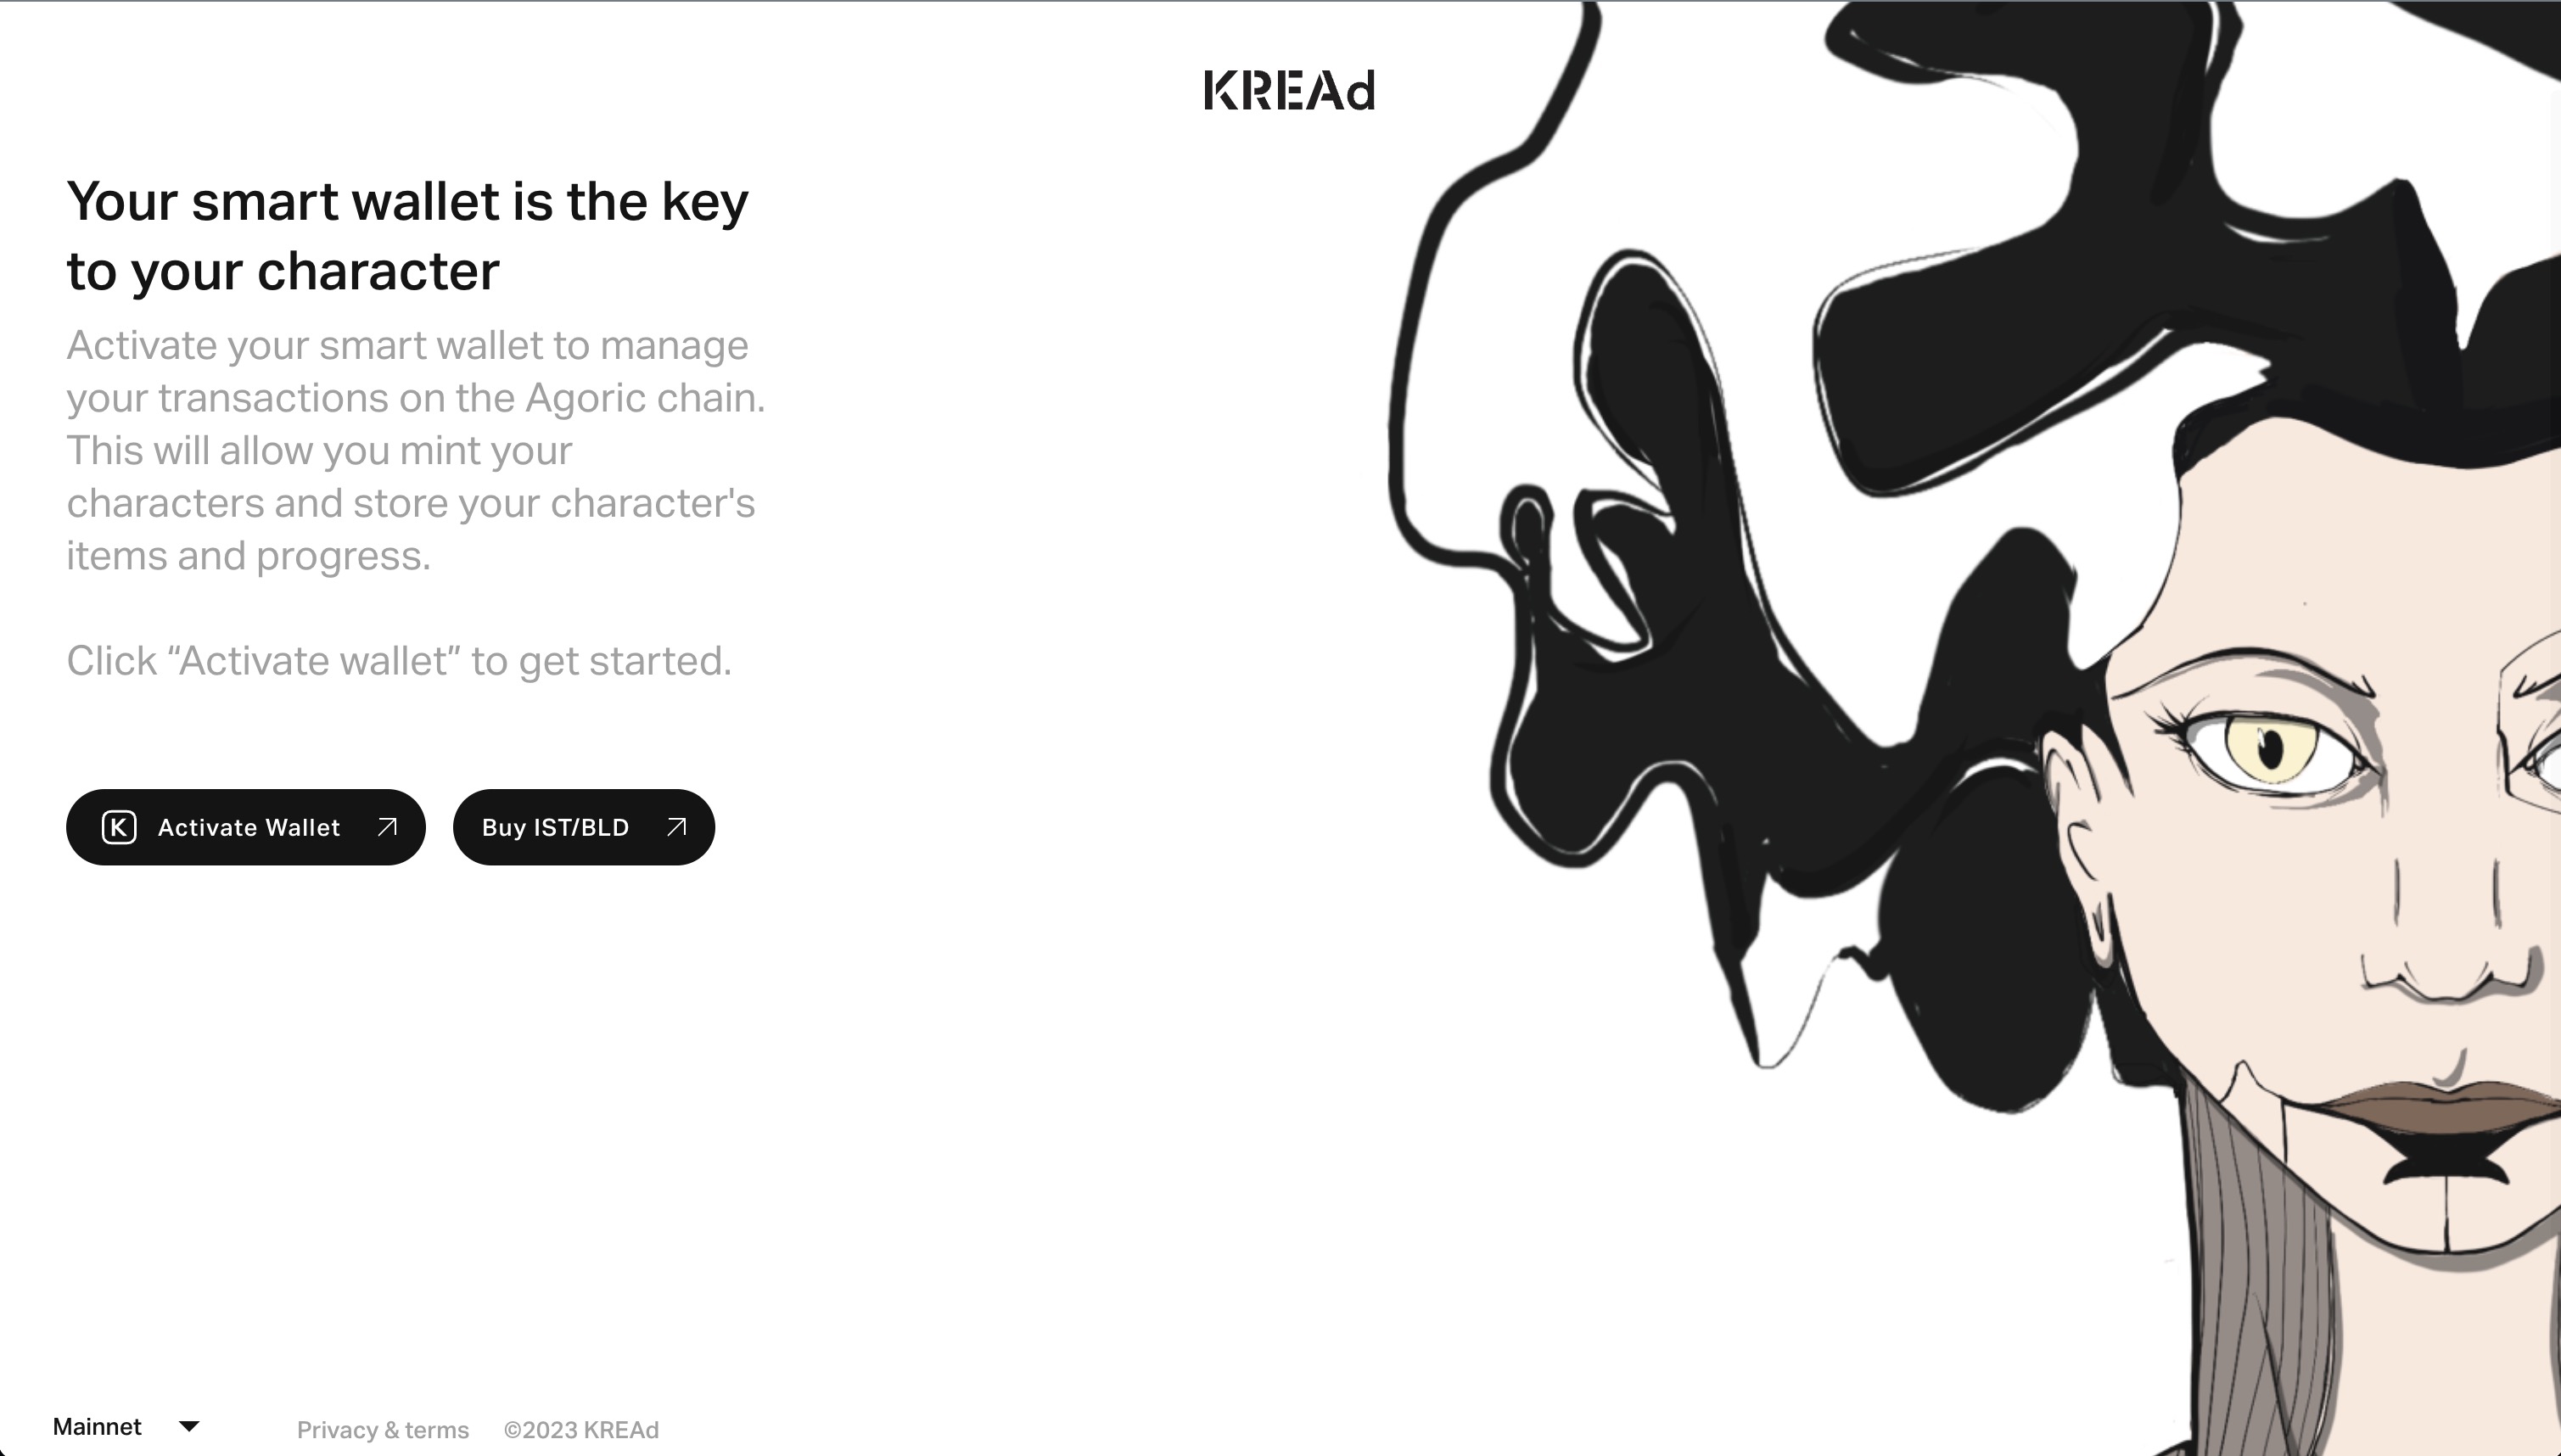 KREAd
Your smart wallet is the key
to your character
Activate your smart wallet to manage
your transactions on the Agoric chain.
This will allow you mint your
characters and store your character's
items and progress.
Click “Activate wallet” to get started.
K Activate Wallet
Buy IST/BLD
Mainnet
Privacy & terms
©2023 KREAd